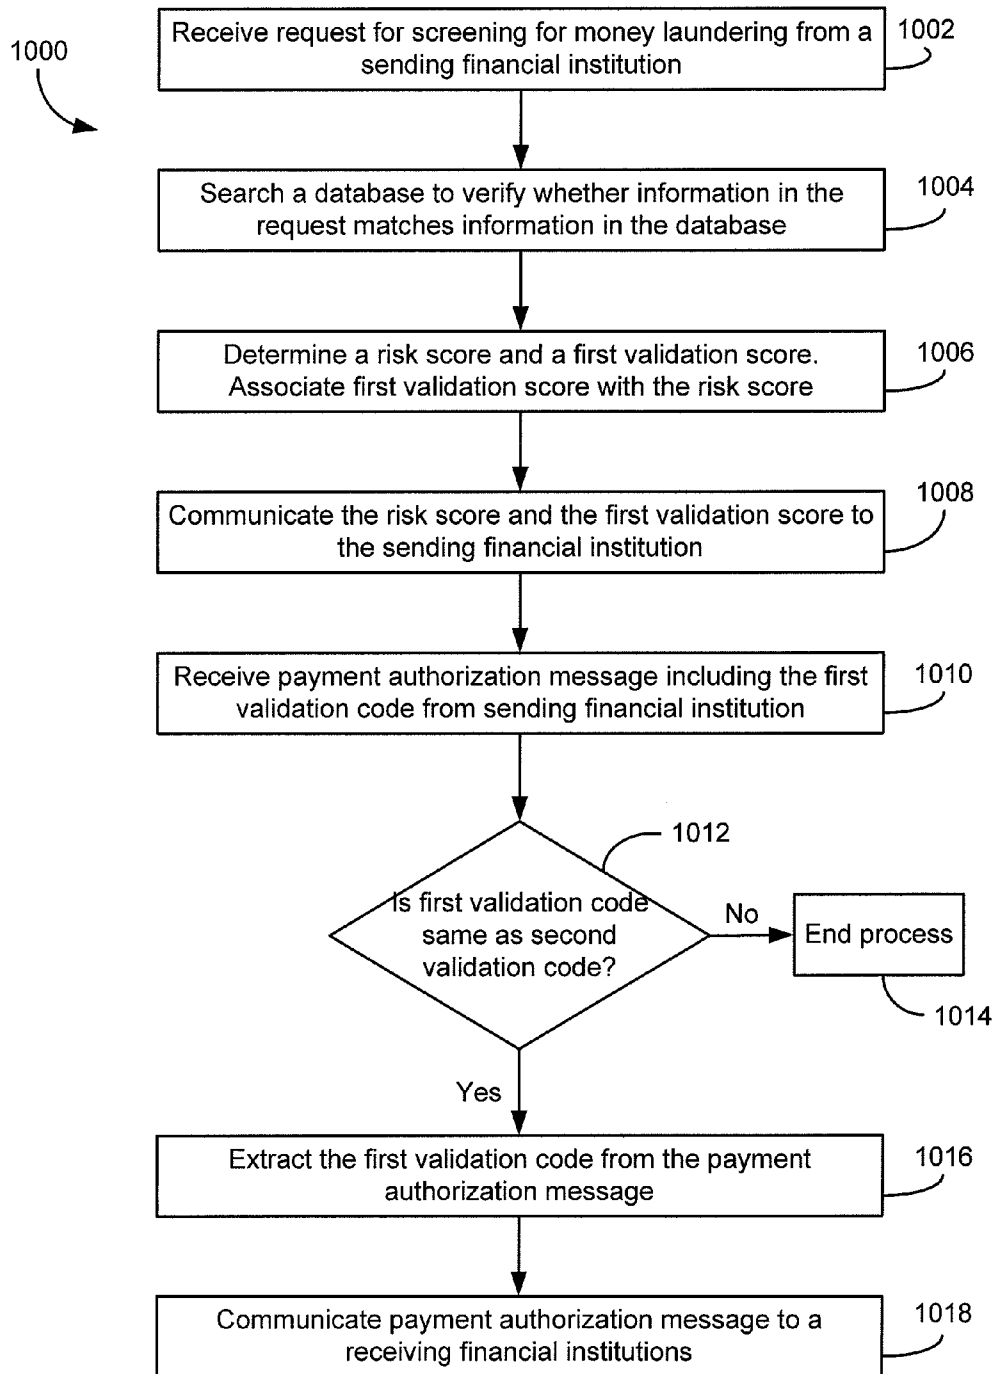 1000
Receive request for screening for money laundering from a
sending financial institution
1002
Search a database to verify whether information in the
request matches information in the database
1004
Determine a risk score and a first validation score.
Associate first validation score with the risk score
1006
Communicate the risk score and the first validation score to
the sending financial institution
1008
Receive payment authorization message including the first
validation code from sending financial institution
1010
Is first validation code
same as second
validation code?
1012
No
End process
1014
Yes
Extract the first validation code from the payment
authorization message
1016
Communicate payment authorization message to a
receiving financial institutions
1018